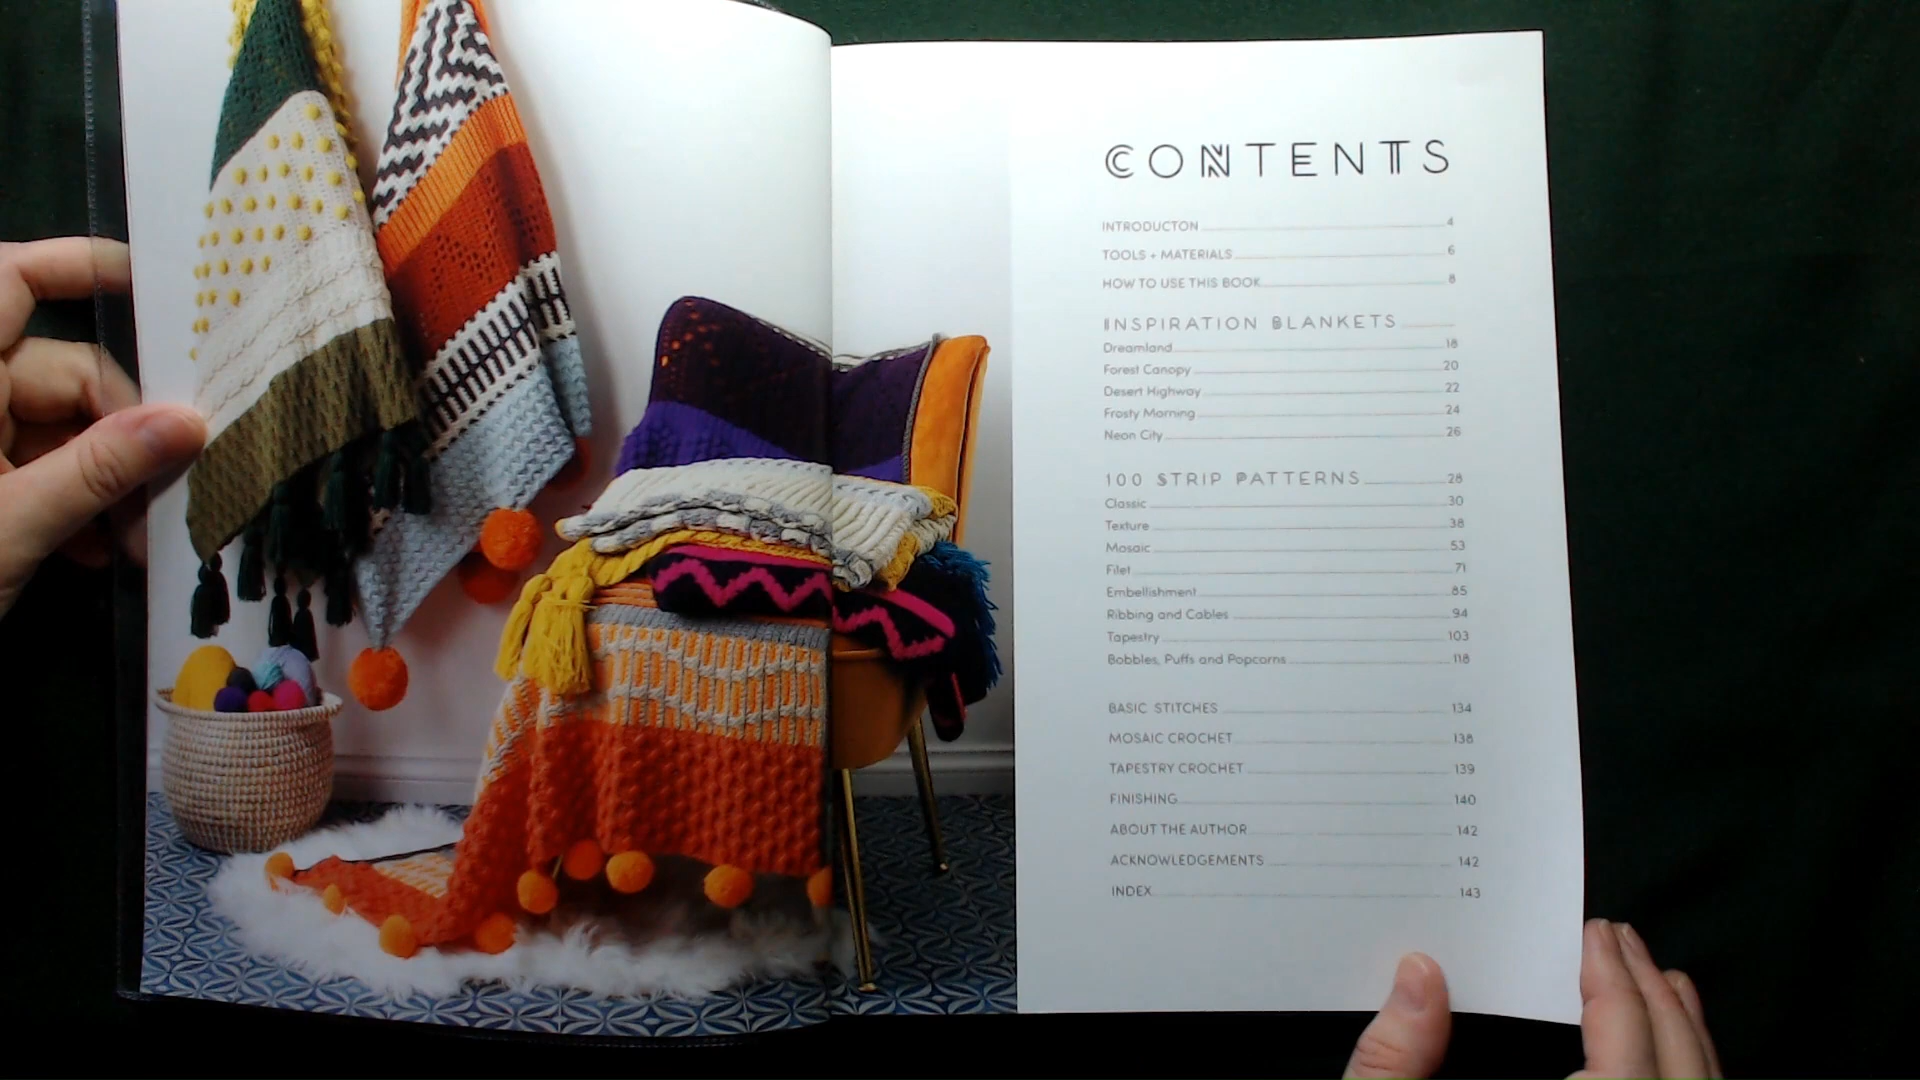 CONTENTS
INTRODUCTON 4
TOOLS + MATERIALS 6
HOW TO USE THIS BOOK 8
INSPIRATION BLANKETS
Dreamland 18
Forest Canopy 20
Desert Highway 22
Frosty Morning 24
Neon City 26
100 STRIP PATTERNS 28
Classic 30
Texture 38
Mosaic 53
Filet 71
Embellishment 85
Ribbing and Cables 94
Tapestry 103
Bobbles, Puffs and Popcorns 118
BASIC STITCHES 134
MOSAIC CROCHET 138
TAPESTRY CROCHET 139
FINISHING 140
ABOUT THE AUTHOR 142
ACKNOWLEDGEMENTS 142
INDEX 143